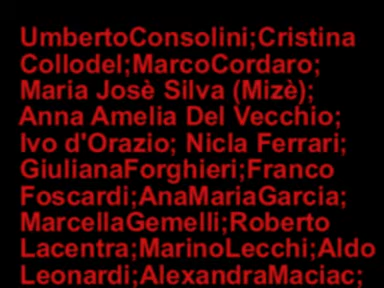 UmbertoConsolini;Cristina
Collodel;MarcoCordaro;
Maria Josè Silva (Mizè);
Anna Amelia Del Vecchio;
Ivo d'Orazio; Nicla Ferrari;
GiulianaForghieri;Franco
Foscardi;AnaMariaGarcia;
MarcellaGemelli;Roberto
Lacentra;MarinoLecchi;Aldo
Leonardi;AlexandraMaciac;